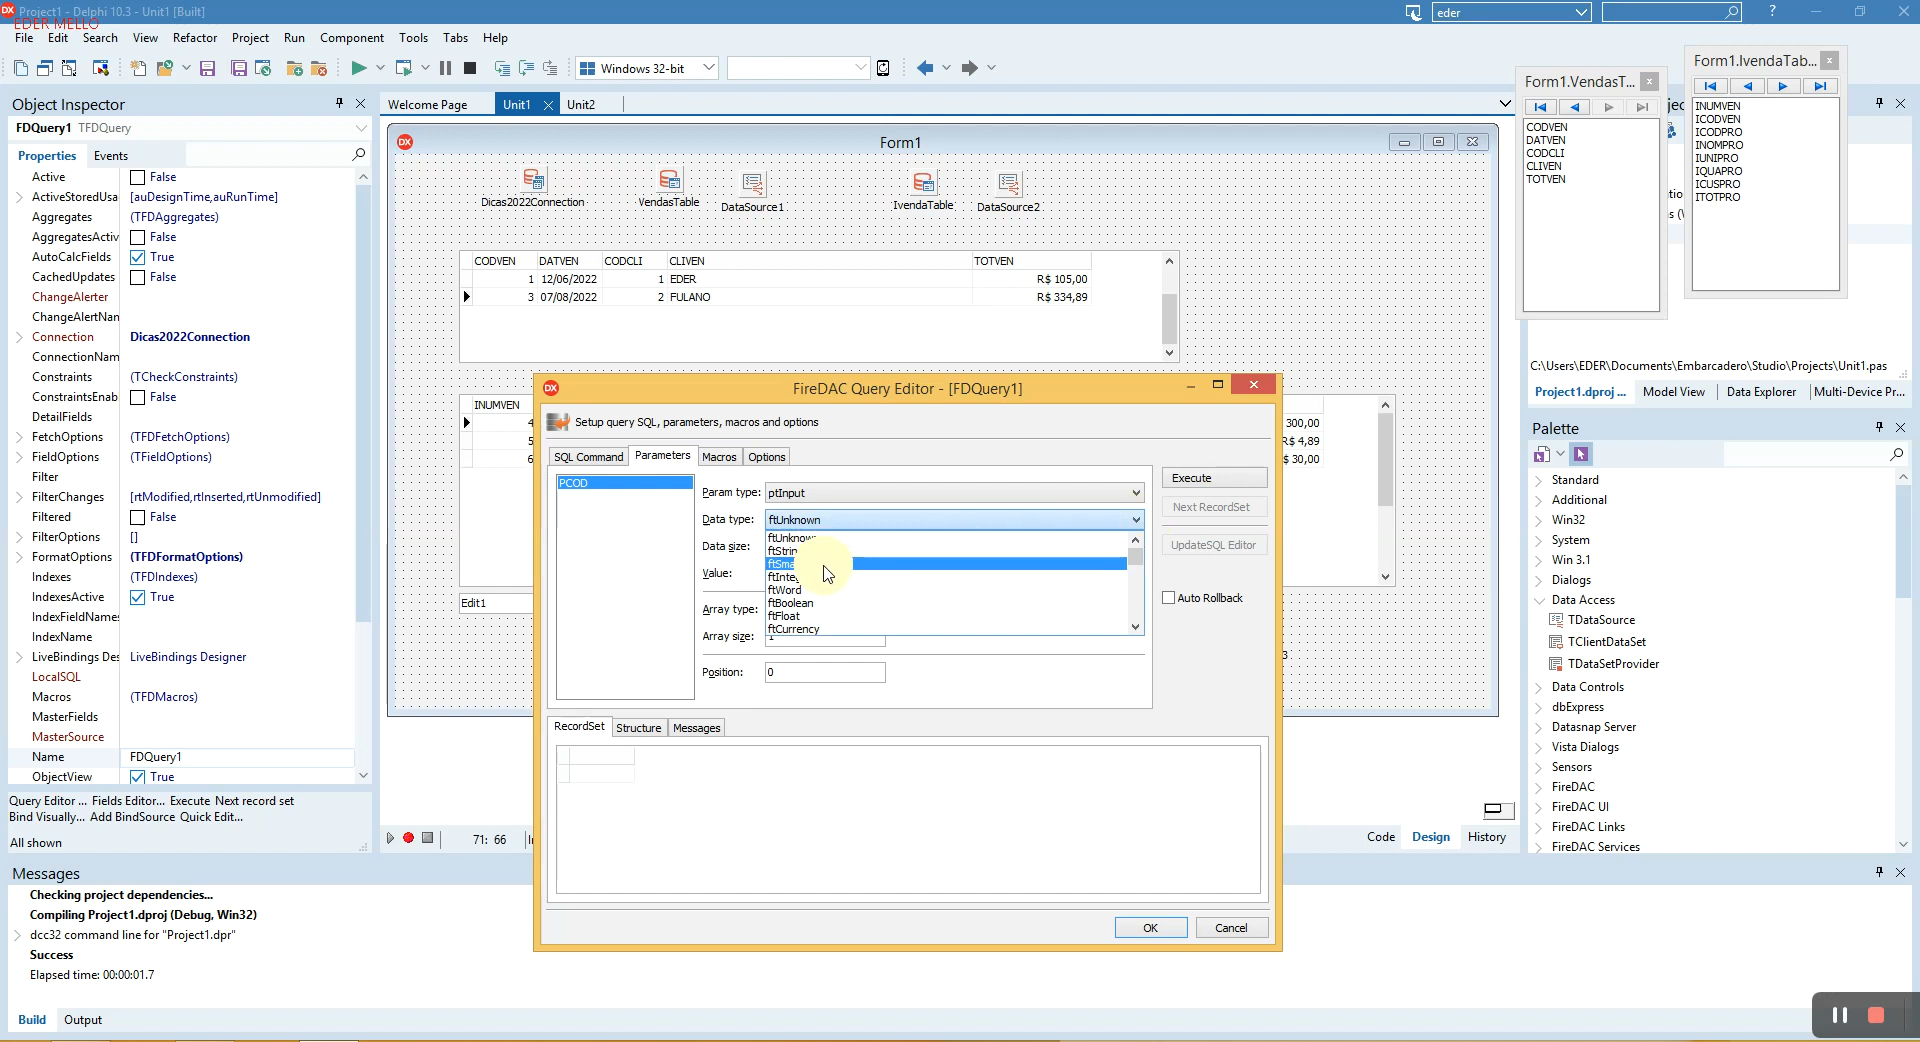 Project1 - Delphi 10.3 - Unit1 [Built]
eder
?
EDER MELLO
File Edit Search View Refactor Project Run Component Tools Tabs Help
Windows 32-bit
Object Inspector
FDQuery1 TFDQuery
Properties Events
Active False
[auDesignTime,auRunTime]
Aggregates (TFDAggregates)
False
AutoCalcFields True
CachedUpdates False
ChangeAlerter
Connection Dicas2022Connection
Constraints (TCheckConstraints)
False
DetailFields
FetchOptions (TFDFetchOptions)
FieldOptions (TFieldOptions)
Filter
FilterChanges [rtModified,rtInserted,rtUnmodified]
Filtered False
FilterOptions []
FormatOptions (TFDFormatOptions)
Indexes (TFDIndexes)
IndexesActive True
IndexName
LiveBindings Designer
LocalSQL
Macros (TFDMacros)
MasterFields
MasterSource
Name FDQuery1
ObjectView True
Query Editor ... Fields Editor... Execute Next record set
Bind Visually... Add BindSource Quick Edit...
All shown
Welcome Page Unit1 Unit2
Form1
Dicas2022Connection VendasTable DataSource1 IvendaTable DataSource2
CODVEN DATVEN CODCLI CLIVEN TOTVEN
1 12/06/2022 1 EDER R$ 105,00
3 07/08/2022 2 FULANO R$ 334,89
INUMVEN
4 300,00
5 R$ 4,89
6 $ 30,00
Edit1
FireDAC Query Editor - [FDQuery1]
Setup query SQL, parameters, macros and options
SQL Command Parameters Macros Options
PCOD
Param type: ptInput
Data type: ftUnknown
ftBoolean
ftWord
ftFloat
ftCurrency
Data size:
Value:
Array type:
Array size: 1
Position: 0
Execute
Next RecordSet
UpdateSQL Editor
Auto Rollback
RecordSet Structure Messages
OK Cancel
71: 66
Code Design History
Form1.VendasT...
CODVEN
DATVEN
CODCLI
CLIVEN
TOTVEN
Form1.IvendaTab...
INUMVEN
ICODVEN
ICODPRO
INOMPRO
IUNIPRO
IQUAPRO
ICUSPRO
ITOTPRO
C:\Users\EDER\Documents\Embarcadero\Studio\Projects\Unit1.pas
Project1.dproj ... Model View Data Explorer Multi-Device Pr...
Palette
Standard
Additional
Win32
System
Win 3.1
Dialogs
Data Access
TDataSource
TClientDataSet
TDataSetProvider
Data Controls
dbExpress
Datasnap Server
Vista Dialogs
Sensors
FireDAC
FireDAC UI
FireDAC Links
FireDAC Services
Messages
Checking project dependencies...
Compiling Project1.dproj (Debug, Win32)
dcc32 command line for "Project1.dpr"
Success
Elapsed time: 00:00:01.7
Build Output